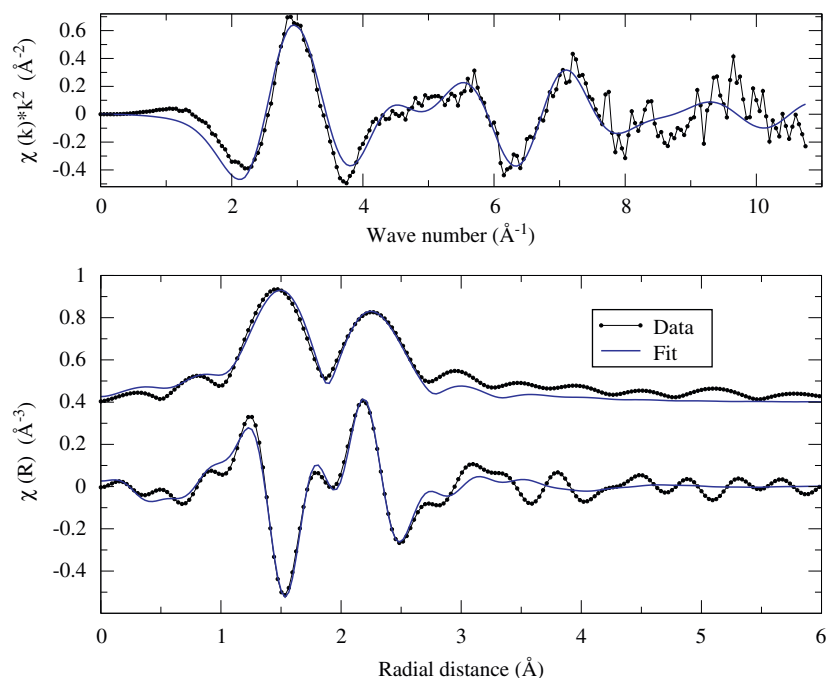 χ (k)*k² (Å⁻²)
0.6
0.4
0.2
0
-0.2
-0.4
0 2 4 6 8 10
Wave number (Å⁻¹)
χ (R) (Å⁻³)
1
0.8
0.6
0.4
0.2
0
-0.2
-0.4
Data
Fit
0 1 2 3 4 5 6
Radial distance (Å)